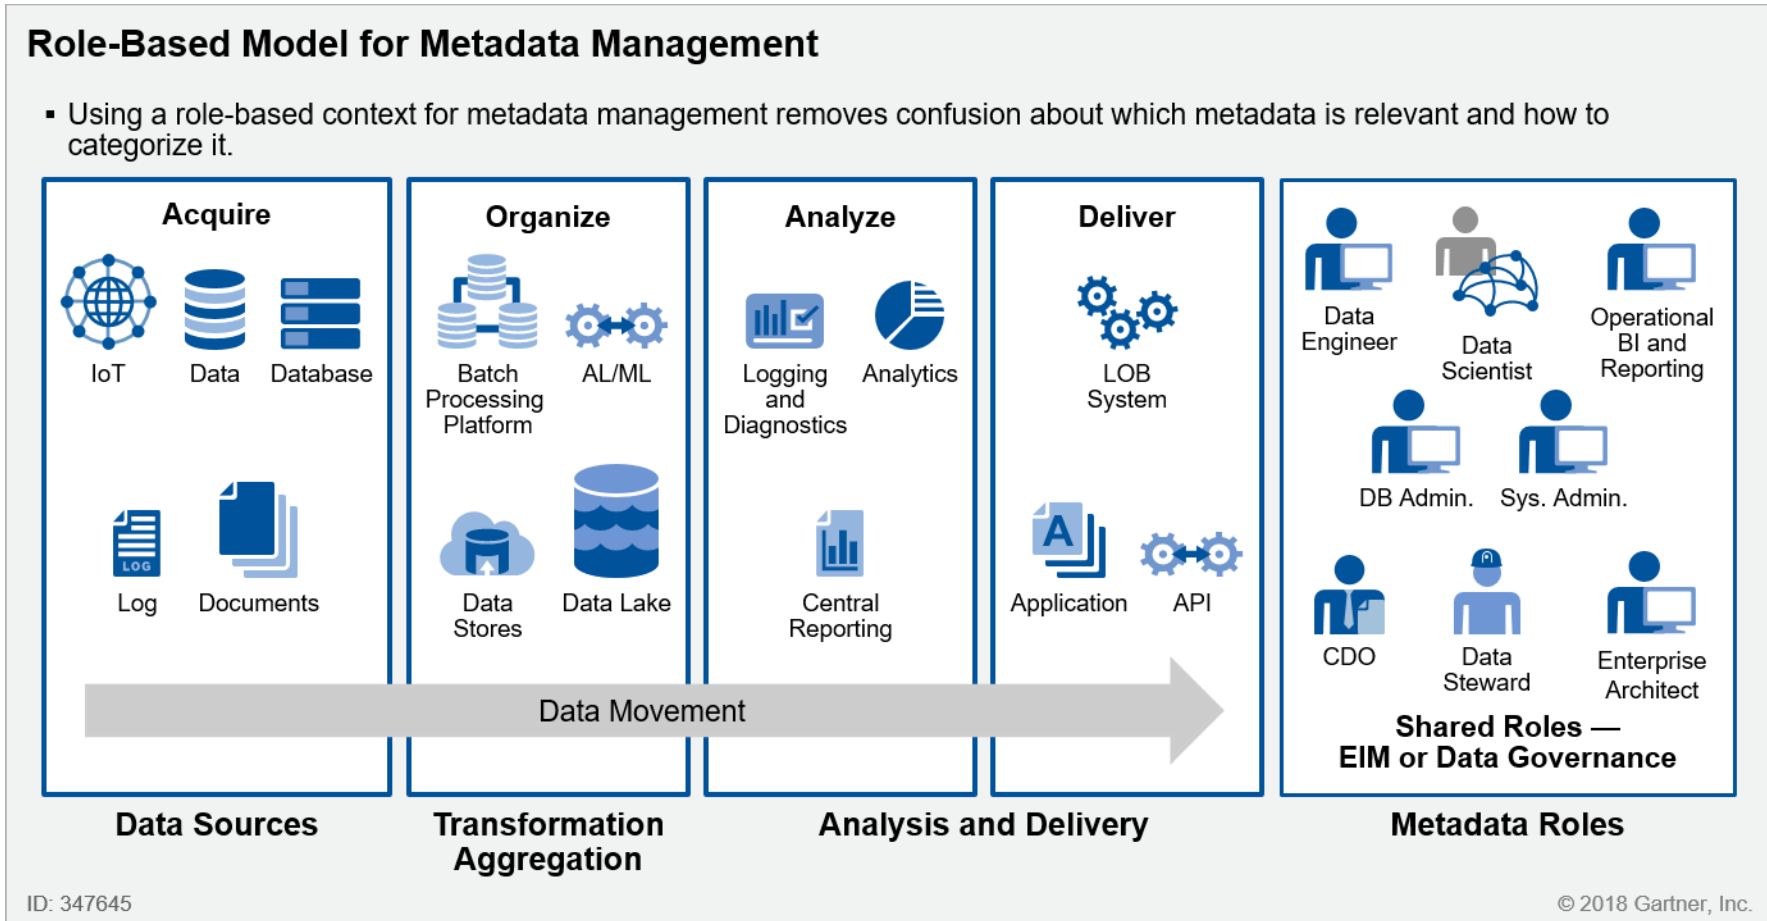 Role-Based Model for Metadata Management
▪ Using a role-based context for metadata management removes confusion about which metadata is relevant and how to
categorize it.
Acquire
IoT
Data
Database
LOG
Log
Documents
Organize
Batch
Processing
Platform
AL/ML
Data
Stores
Data Lake
Analyze
Logging
and
Diagnostics
Analytics
Central
Reporting
Deliver
LOB
System
A
Application
API
Data Movement
Data
Engineer
Data
Scientist
Operational
BI and
Reporting
DB Admin.
Sys. Admin.
CDO
Data
Steward
Enterprise
Architect
Shared Roles —
EIM or Data Governance
Data Sources
Transformation
Aggregation
Analysis and Delivery
Metadata Roles
ID: 347645
© 2018 Gartner, Inc.